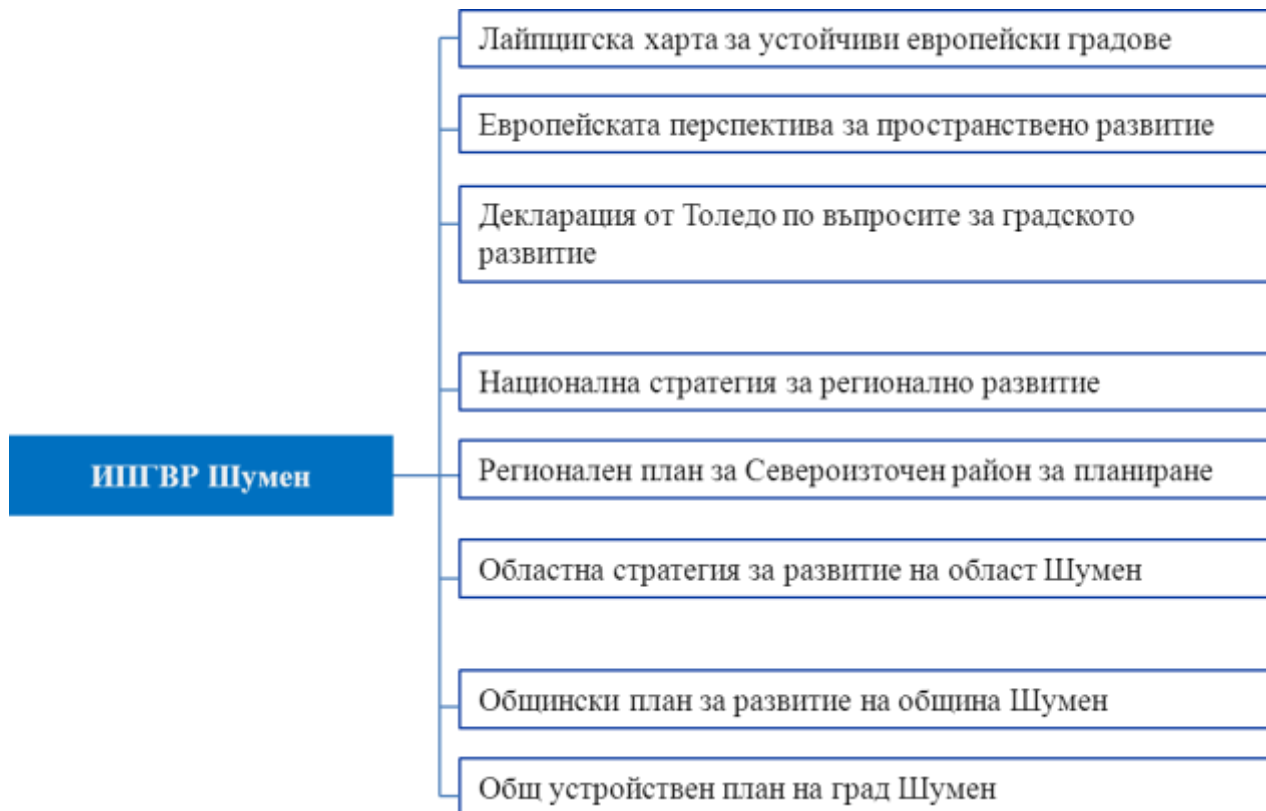 Лайпцигска харта за устойчиви европейски градове
Европейската перспектива за пространствено развитие
Декларация от Толедо по въпросите за градското
развитие
Национална стратегия за регионално развитие
ИПГВР Шумен
Регионален план за Североизточен район за планиране
Областна стратегия за развитие на област Шумен
Общински план за развитие на община Шумен
Общ устройствен план на град Шумен